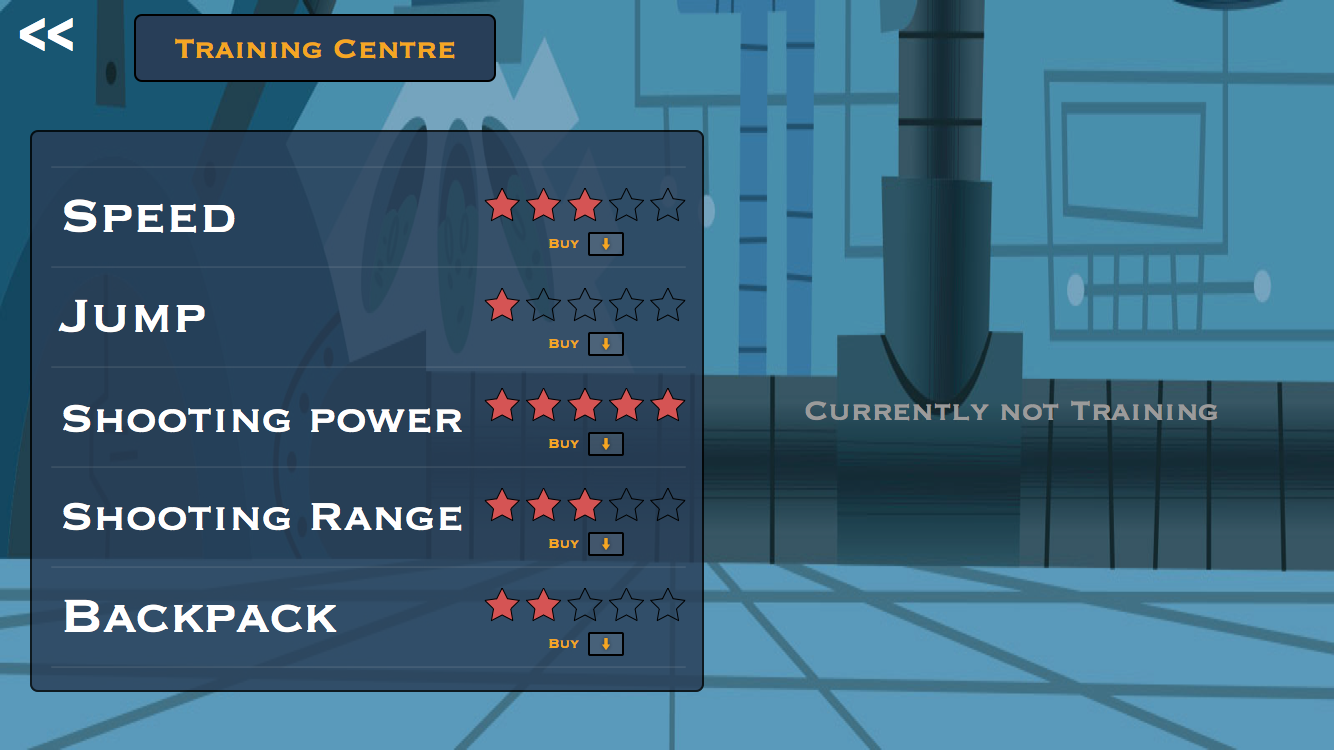 <<
Training Centre
Speed
Buy
Jump
Buy
Shooting power
Buy
Currently not Training
Shooting Range
Buy
Backpack
Buy